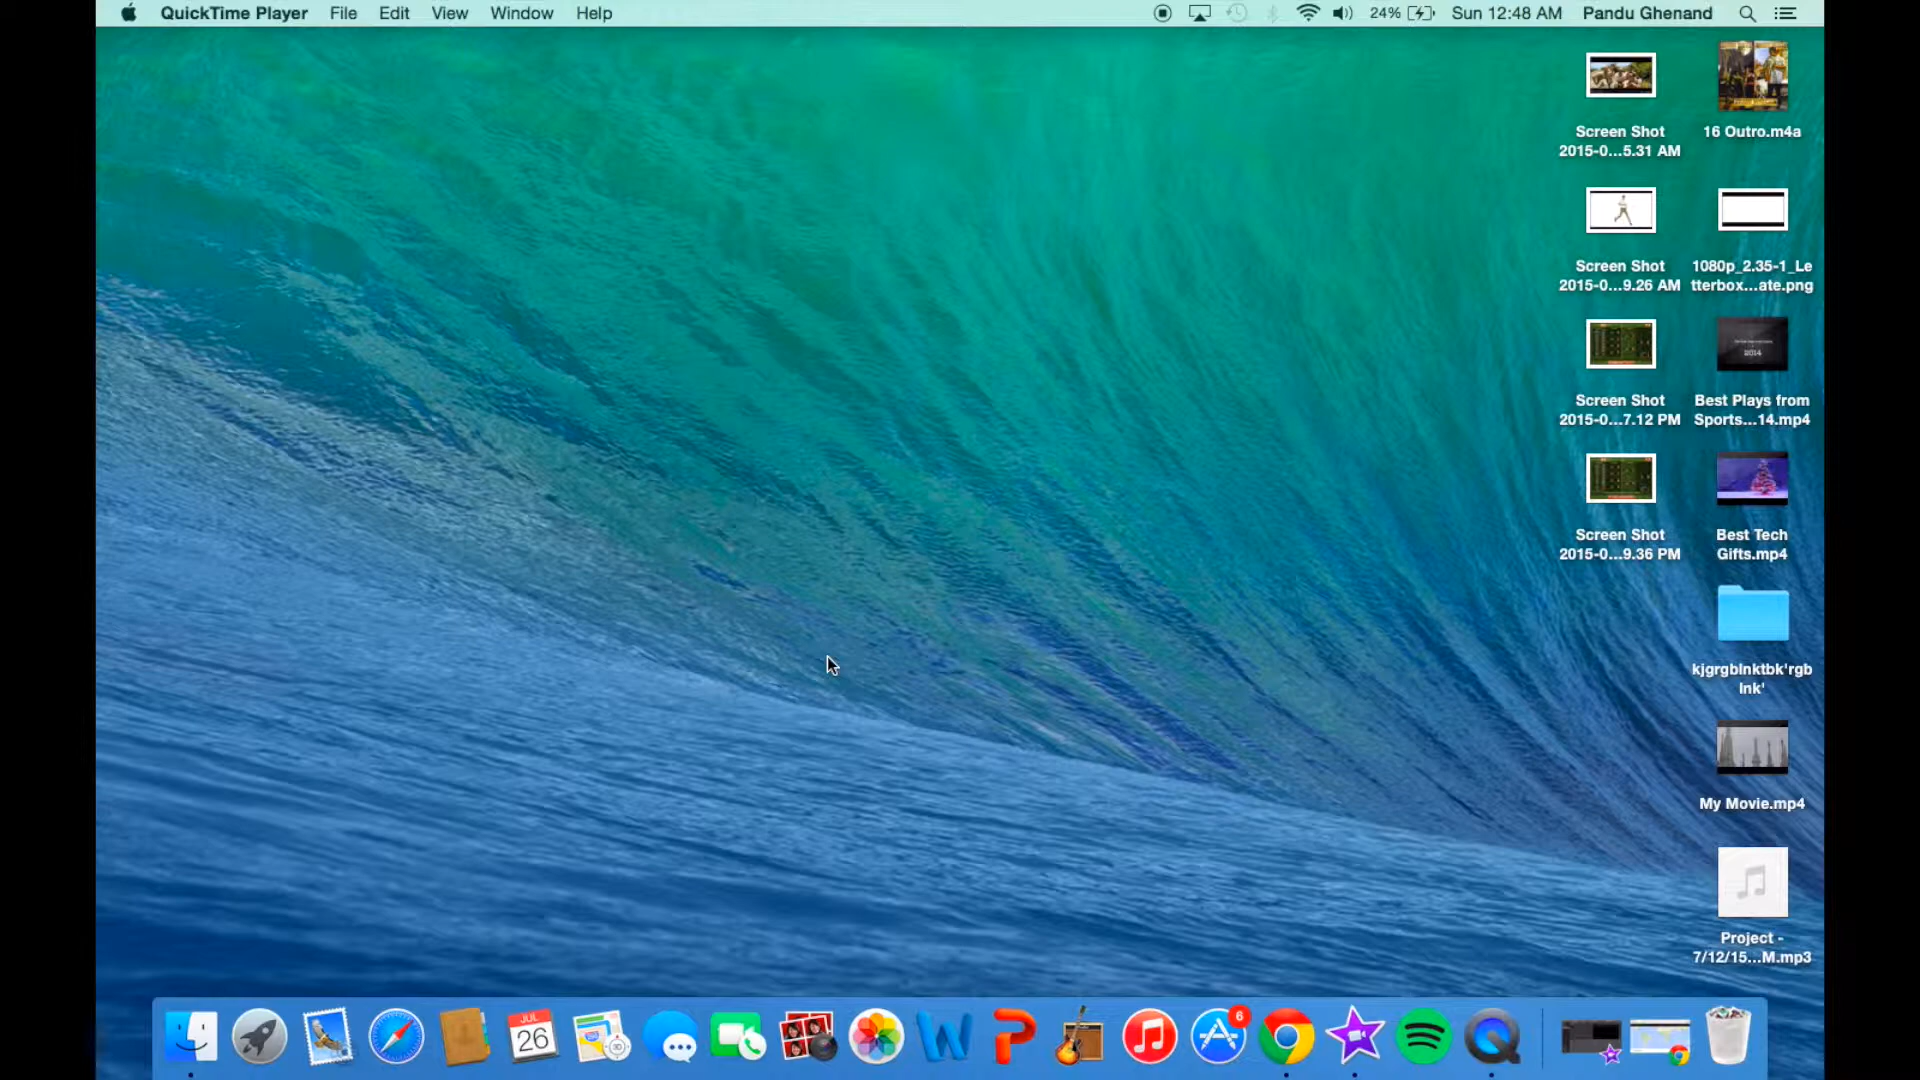 QuickTime Player File Edit View Window Help 24% Sun 12:48 AM Pandu Ghenand
Screen Shot
2015-0...5.31 AM
16 Outro.m4a
Screen Shot
2015-0...9.26 AM
1080p_2.35-1_Le
tterbox...ate.png
2014
Screen Shot
2015-0...7.12 PM
Best Plays from
Sports...14.mp4
Screen Shot
2015-0...9.36 PM
Best Tech
Gifts.mp4
kjgrgblnktbk'rgb
lnk'
My Movie.mp4
Project -
7/12/15...M.mp3
JUL
26
3D
6